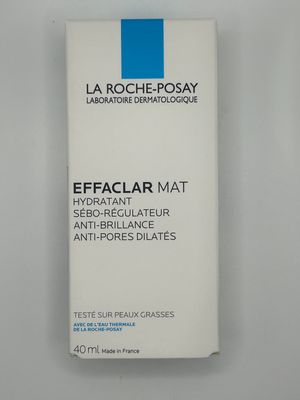 LA ROCHE-POSAY
LABORATOIRE DERMATOLOGIQUE
EFFACLAR MAT
HYDRATANT
SÉBO-RÉGULATEUR
ANTI-BRILLANCE
ANTI-PORES DILATÉS
TESTÉ SUR PEAUX GRASSES
AVEC DE L'EAU THERMALE
DE LA ROCHE-POSAY
40 ml Made in France